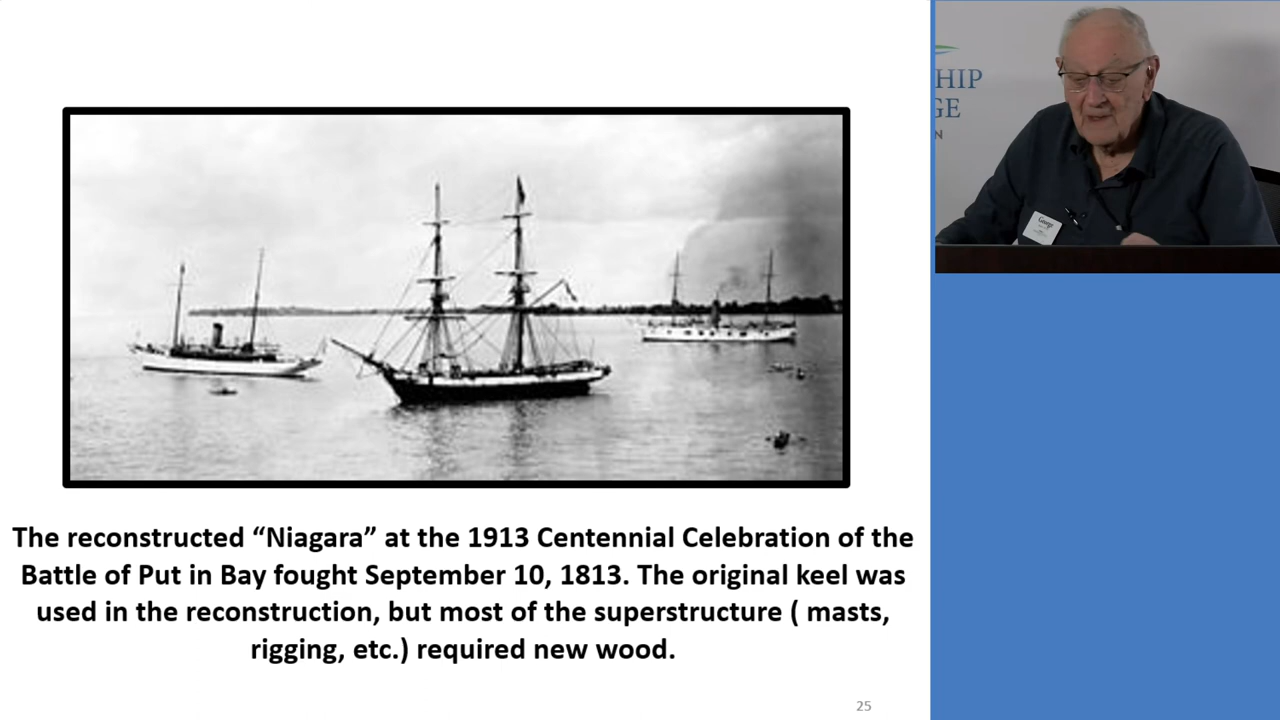 The reconstructed “Niagara” at the 1913 Centennial Celebration of the
Battle of Put in Bay fought September 10, 1813. The original keel was
used in the reconstruction, but most of the superstructure ( masts,
rigging, etc.) required new wood.
25
HIP
GE
N
George